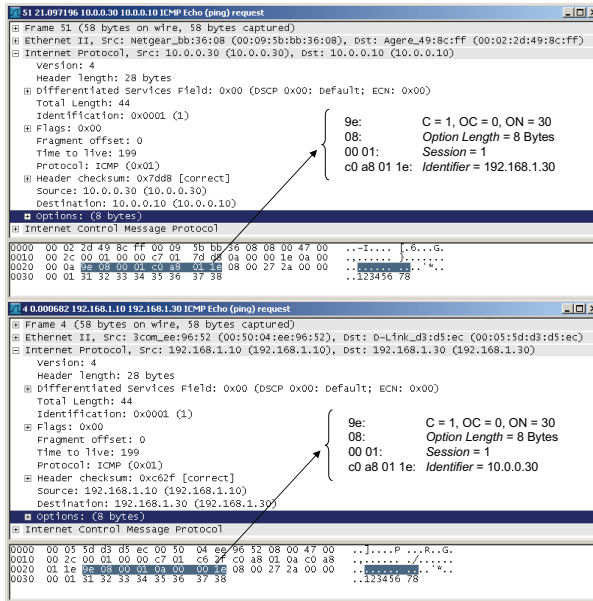 51 21.097196 10.0.0.30 10.0.0.10 ICMP Echo (ping) request
Frame 51 (58 bytes on wire, 58 bytes captured)
Ethernet II, Src: Netgear_bb:36:08 (00:09:5b:bb:36:08), Dst: Agere_49:8c:ff (00:02:2d:49:8c:ff)
Internet Protocol, Src: 10.0.0.30 (10.0.0.30), Dst: 10.0.0.10 (10.0.0.10)
Version: 4
Header length: 28 bytes
Differentiated Services Field: 0x00 (DSCP 0x00: Default; ECN: 0x00)
Total Length: 44
Identification: 0x0001 (1)
Flags: 0x00
Fragment offset: 0
Time to live: 199
Protocol: ICMP (0x01)
Header checksum: 0x7dd8 [correct]
Source: 10.0.0.30 (10.0.0.30)
Destination: 10.0.0.10 (10.0.0.10)
Options: (8 bytes)
Internet Control Message Protocol
9e: C = 1, OC = 0, ON = 30
08: Option Length = 8 Bytes
00 01: Session = 1
c0 a8 01 1e: Identifier = 192.168.1.30
0000 00 02 2d 49 8c ff 00 09 5b bb 36 08 08 00 47 00 ..-I.... [.6...G.
0010 00 2c 00 01 00 00 c7 01 7d d8 0a 00 00 1e 0a 00 .,...... }.......
0020 00 0a 9e 08 00 01 c0 a8 01 1e 08 00 27 2a 00 00 ........ ....'*..
0030 00 01 31 32 33 34 35 36 37 38 ..123456 78
4 0.000682 192.168.1.10 192.168.1.30 ICMP Echo (ping) request
Frame 4 (58 bytes on wire, 58 bytes captured)
Ethernet II, Src: 3com_ee:96:52 (00:50:04:ee:96:52), Dst: D-Link_d3:d5:ec (00:05:5d:d3:d5:ec)
Internet Protocol, Src: 192.168.1.10 (192.168.1.10), Dst: 192.168.1.30 (192.168.1.30)
Version: 4
Header length: 28 bytes
Differentiated Services Field: 0x00 (DSCP 0x00: Default; ECN: 0x00)
Total Length: 44
Identification: 0x0001 (1)
Flags: 0x00
Fragment offset: 0
Time to live: 199
Protocol: ICMP (0x01)
Header checksum: 0xc62f [correct]
Source: 192.168.1.10 (192.168.1.10)
Destination: 192.168.1.30 (192.168.1.30)
Options: (8 bytes)
Internet Control Message Protocol
9e: C = 1, OC = 0, ON = 30
08: Option Length = 8 Bytes
00 01: Session = 1
c0 a8 01 1e: Identifier = 10.0.0.30
0000 00 05 5d d3 d5 ec 00 50 04 ee 96 52 08 00 47 00 ..]....P ...R..G.
0010 00 2c 00 01 00 00 c7 01 c6 2f c0 a8 01 0a c0 a8 .,...... ./......
0020 01 1e 9e 08 00 01 0a 00 00 1e 08 00 27 2a 00 00 ........ ....'*..
0030 00 01 31 32 33 34 35 36 37 38 ..123456 78